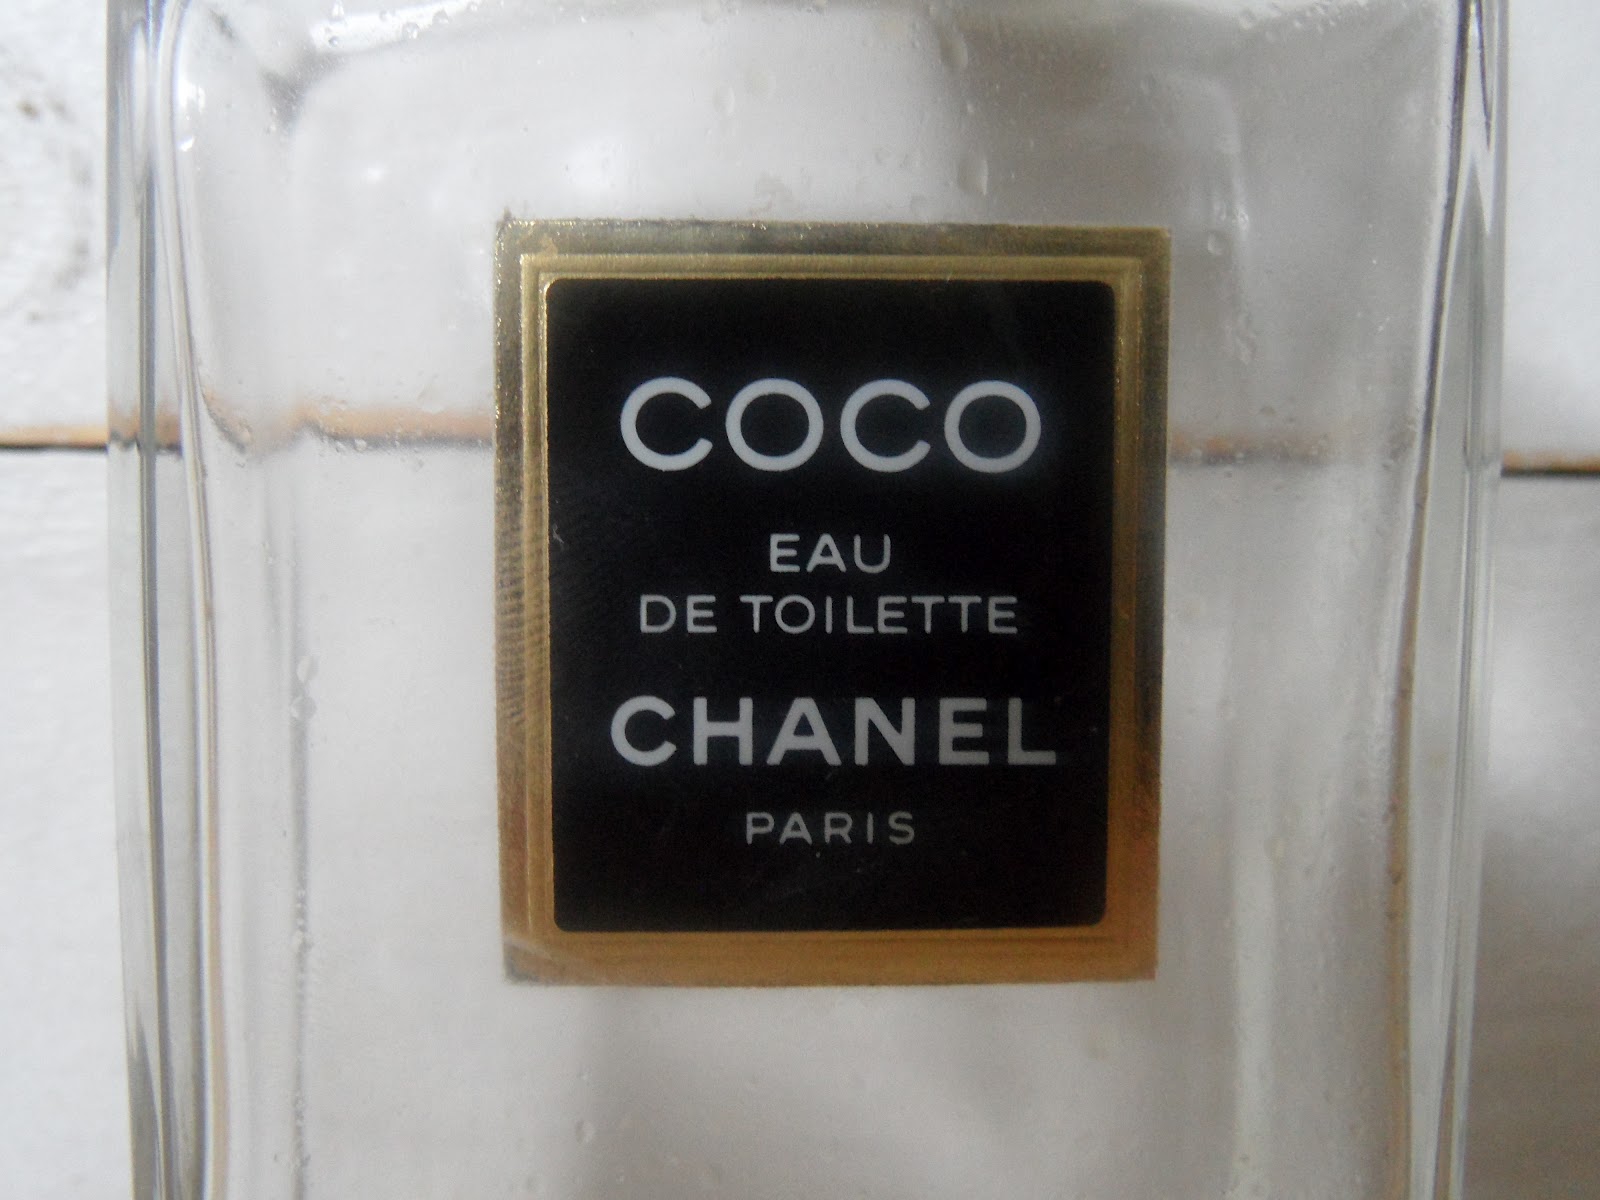 COCO
EAU
DE TOILETTE
CHANEL
PARIS